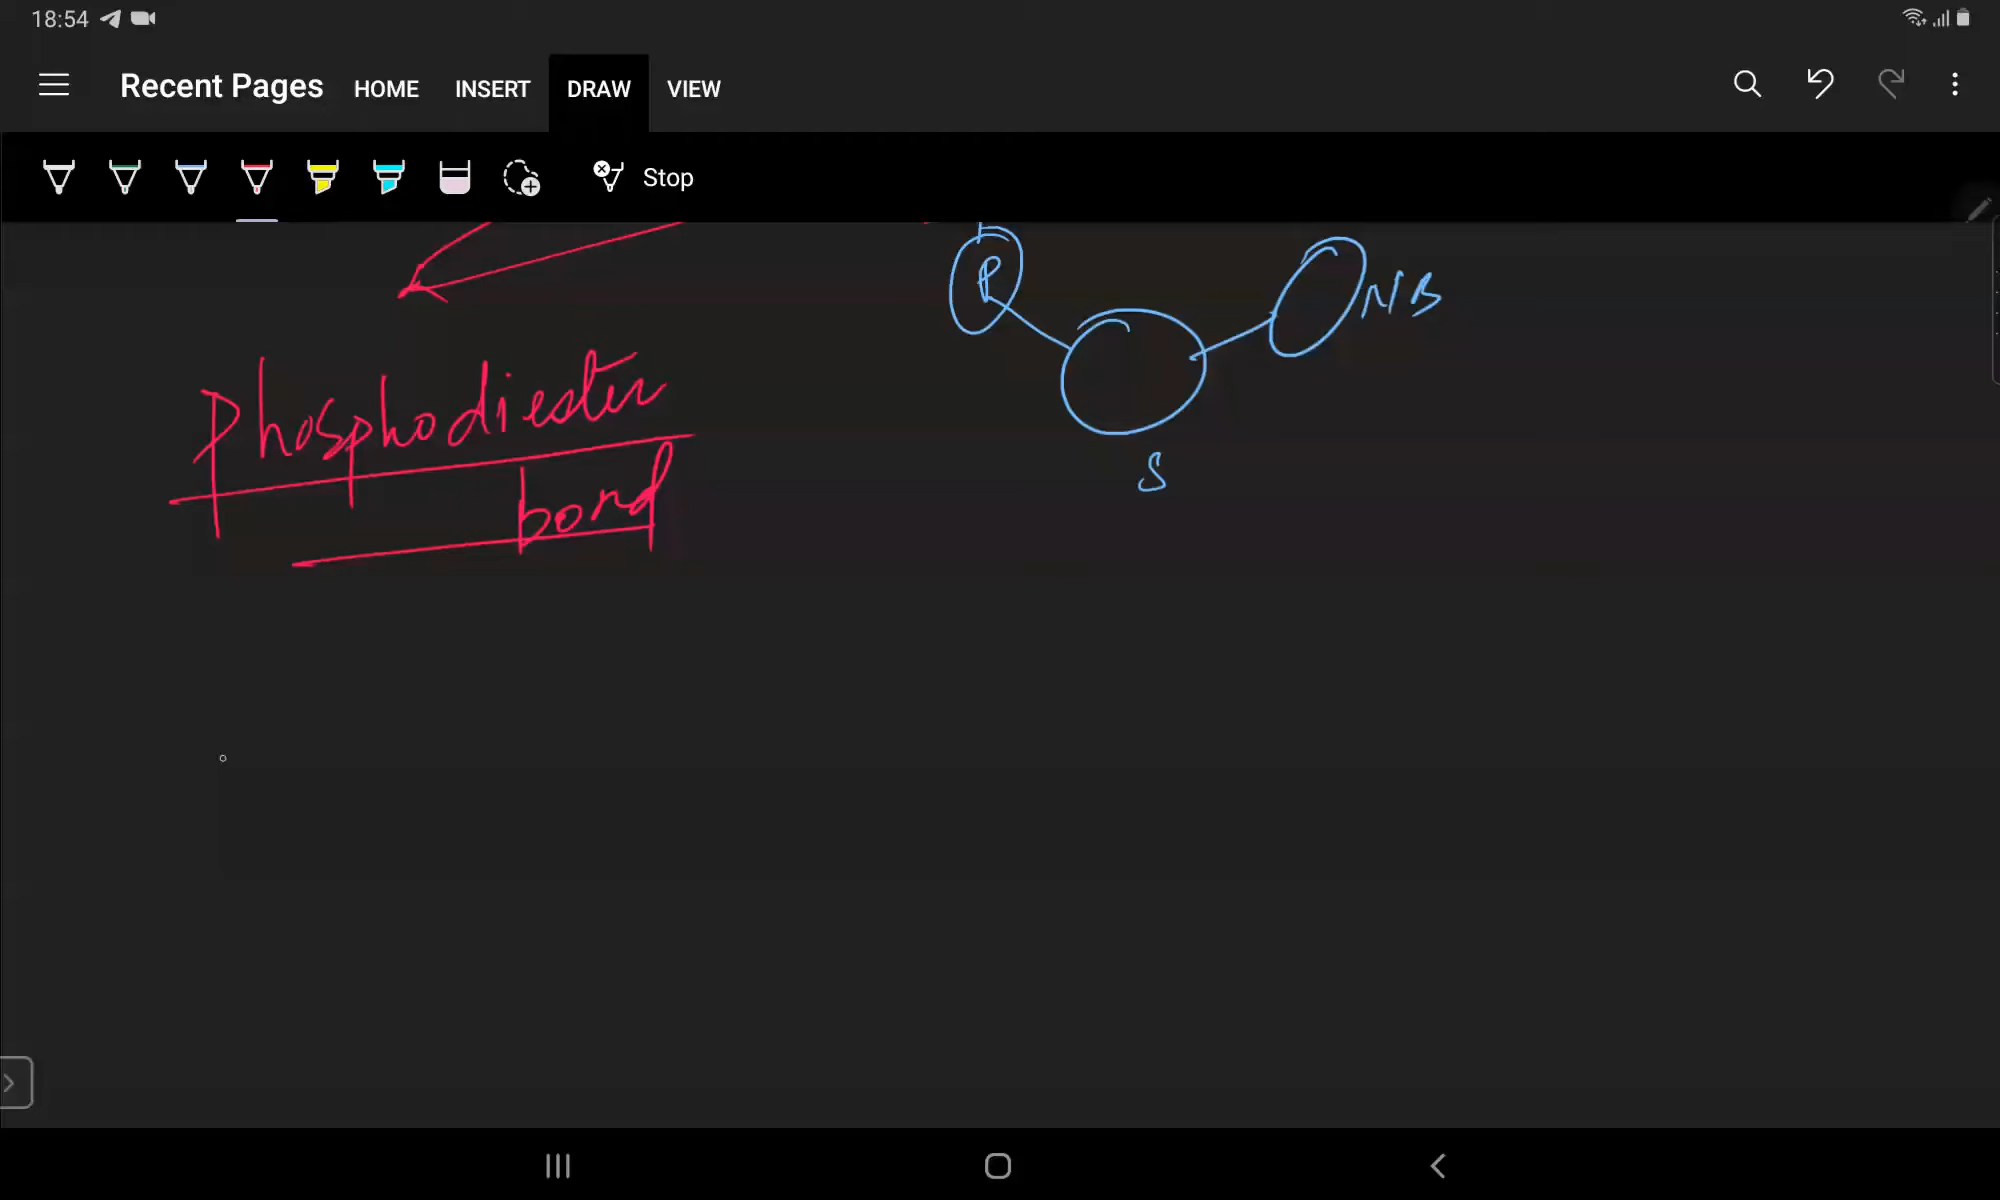 18:54
Recent Pages HOME INSERT DRAW VIEW
Stop
P
NB
Phosphodiester
bond
S